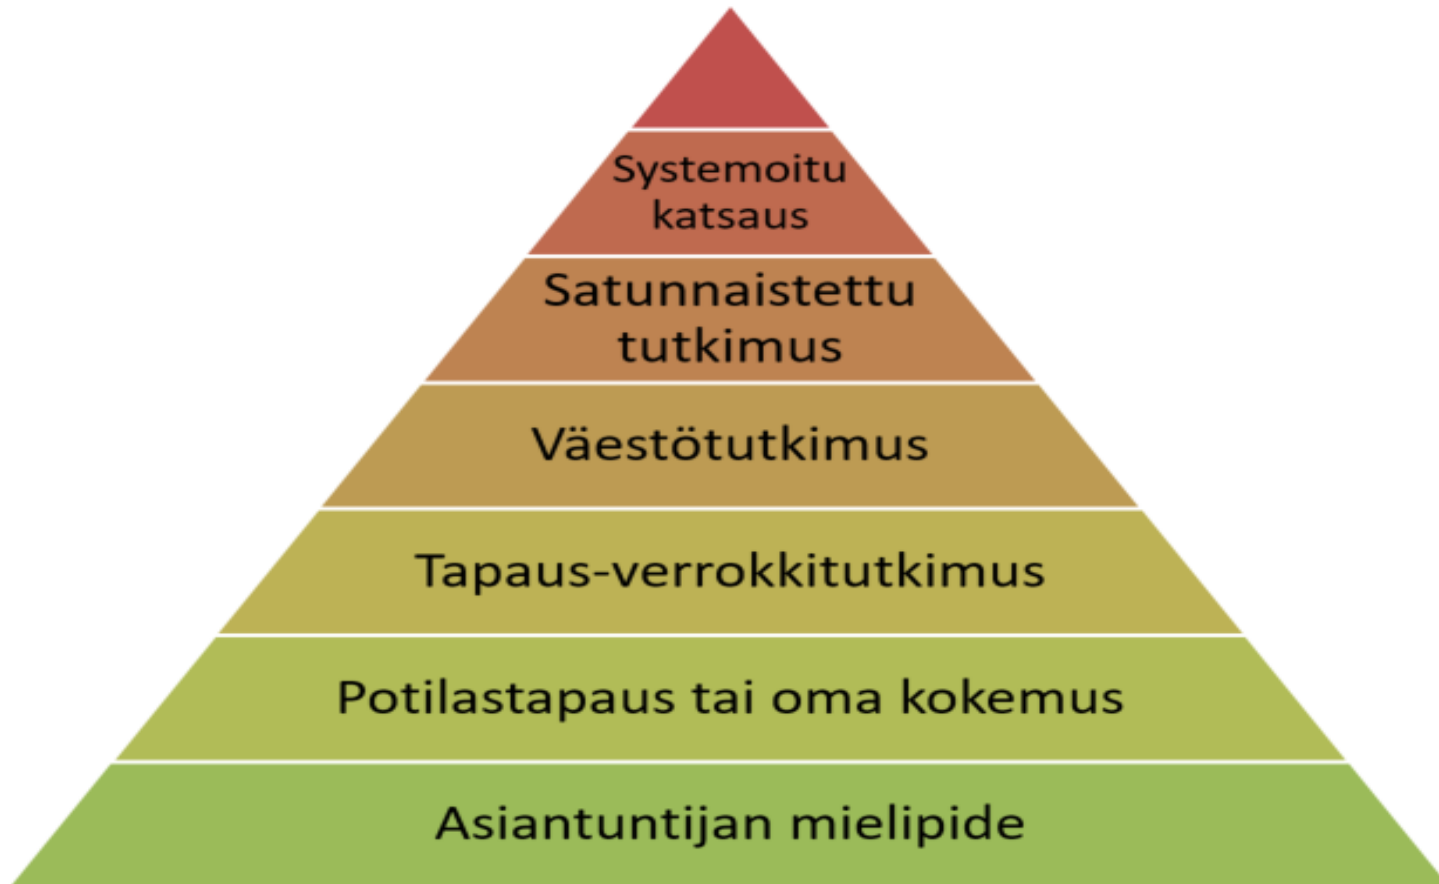 Systemoitu
katsaus
Satunnaistettu
tutkimus
Väestötutkimus
Tapaus-verrokkitutkimus
Potilastapaus tai oma kokemus
Asiantuntijan mielipide